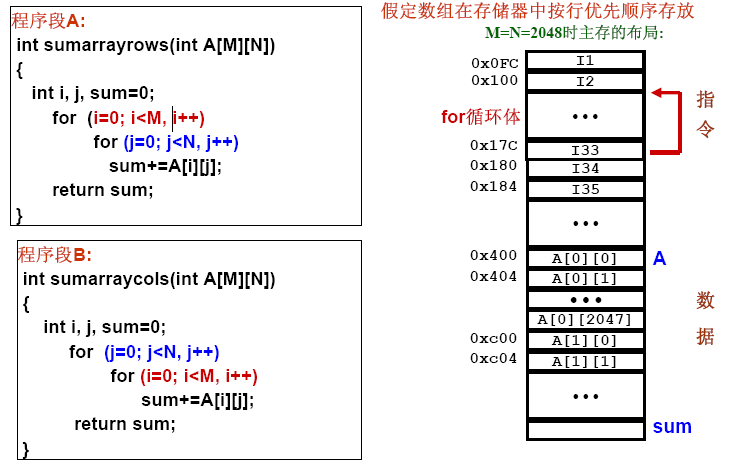 程序段A:
int sumarrayrows(int A[M][N])
{
int i, j, sum=0;
for (i=0; i<M, i++)
for (j=0; j<N, j++)
sum+=A[i][j];
return sum;
}
程序段B:
int sumarraycols(int A[M][N])
{
int i, j, sum=0;
for (j=0; j<N, j++)
for (i=0; i<M, i++)
sum+=A[i][j];
return sum;
}
假定数组在存储器中按行优先顺序存放
M=N=2048时主存的布局:
0x0FC I1
0x100 I2
for循环体 •••
0x17C I33
0x180 I34
0x184 I35
•••
0x400 A[0][0] A
0x404 A[0][1]
•••
A[0][2047]
0xc00 A[1][0]
0xc04 A[1][1]
•••
sum
指令
数据